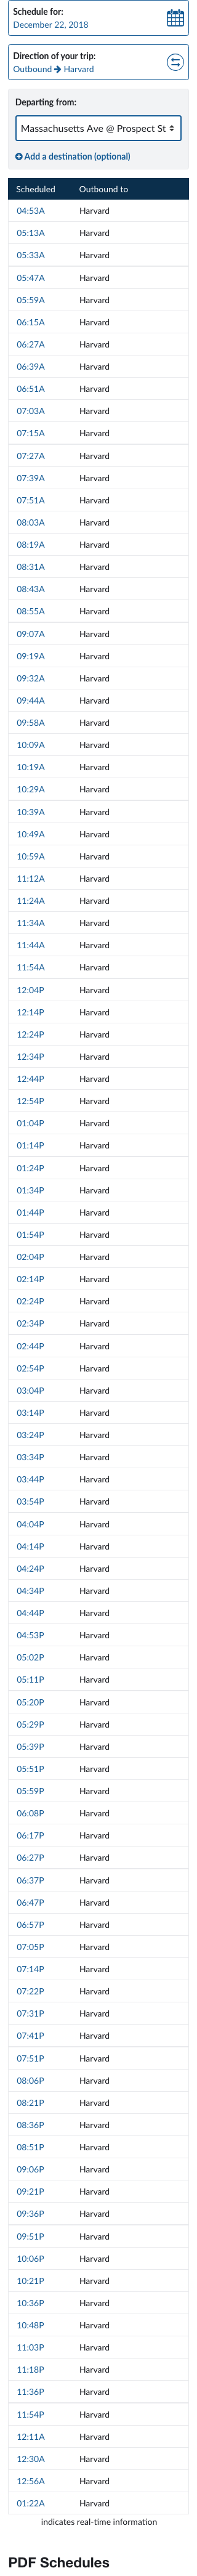 Schedule for:
December 22, 2018
Direction of your trip:
Outbound → Harvard
Departing from:
Massachusetts Ave @ Prospect St
Add a destination (optional)
Scheduled Outbound to
04:53A Harvard
05:13A Harvard
05:33A Harvard
05:47A Harvard
05:59A Harvard
06:15A Harvard
06:27A Harvard
06:39A Harvard
06:51A Harvard
07:03A Harvard
07:15A Harvard
07:27A Harvard
07:39A Harvard
07:51A Harvard
08:03A Harvard
08:19A Harvard
08:31A Harvard
08:43A Harvard
08:55A Harvard
09:07A Harvard
09:19A Harvard
09:32A Harvard
09:44A Harvard
09:58A Harvard
10:09A Harvard
10:19A Harvard
10:29A Harvard
10:39A Harvard
10:49A Harvard
10:59A Harvard
11:12A Harvard
11:24A Harvard
11:34A Harvard
11:44A Harvard
11:54A Harvard
12:04P Harvard
12:14P Harvard
12:24P Harvard
12:34P Harvard
12:44P Harvard
12:54P Harvard
01:04P Harvard
01:14P Harvard
01:24P Harvard
01:34P Harvard
01:44P Harvard
01:54P Harvard
02:04P Harvard
02:14P Harvard
02:24P Harvard
02:34P Harvard
02:44P Harvard
02:54P Harvard
03:04P Harvard
03:14P Harvard
03:24P Harvard
03:34P Harvard
03:44P Harvard
03:54P Harvard
04:04P Harvard
04:14P Harvard
04:24P Harvard
04:34P Harvard
04:44P Harvard
04:53P Harvard
05:02P Harvard
05:11P Harvard
05:20P Harvard
05:29P Harvard
05:39P Harvard
05:51P Harvard
05:59P Harvard
06:08P Harvard
06:17P Harvard
06:27P Harvard
06:37P Harvard
06:47P Harvard
06:57P Harvard
07:05P Harvard
07:14P Harvard
07:22P Harvard
07:31P Harvard
07:41P Harvard
07:51P Harvard
08:06P Harvard
08:21P Harvard
08:36P Harvard
08:51P Harvard
09:06P Harvard
09:21P Harvard
09:36P Harvard
09:51P Harvard
10:06P Harvard
10:21P Harvard
10:36P Harvard
10:48P Harvard
11:03P Harvard
11:18P Harvard
11:36P Harvard
11:54P Harvard
12:11A Harvard
12:30A Harvard
12:56A Harvard
01:22A Harvard
indicates real-time information
PDF Schedules